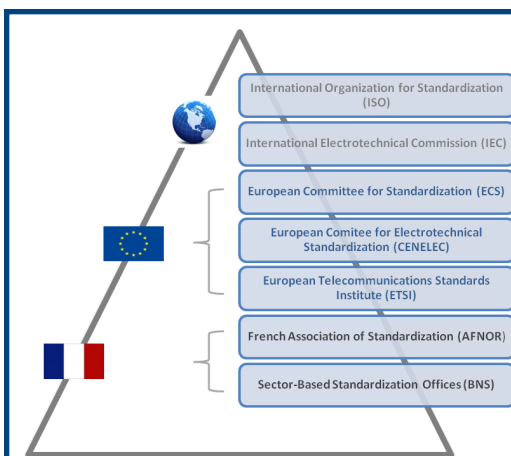 International Organization for Standardization
(ISO)
International Electrotechnical Commission (IEC)
European Committee for Standardization (ECS)
European Comitee for Electrotechnical
Standardization (CENELEC)
European Telecommunications Standards
Institute (ETSI)
French Association of Standardization (AFNOR)
Sector-Based Standardization Offices (BNS)